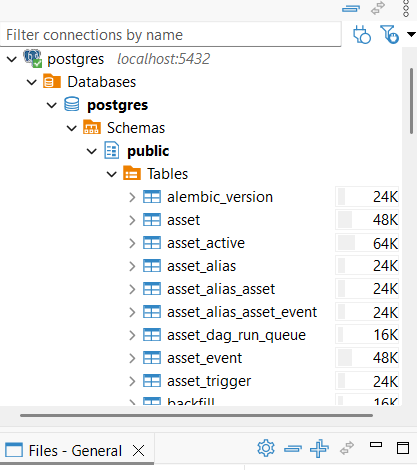 Filter connections by name
postgres localhost:5432
Databases
postgres
Schemas
public
Tables
alembic_version 24K
asset 48K
asset_active 64K
asset_alias 24K
asset_alias_asset 24K
asset_alias_asset_event 24K
asset_dag_run_queue 16K
asset_event 48K
asset_trigger 24K
backfill 16K
Files - General